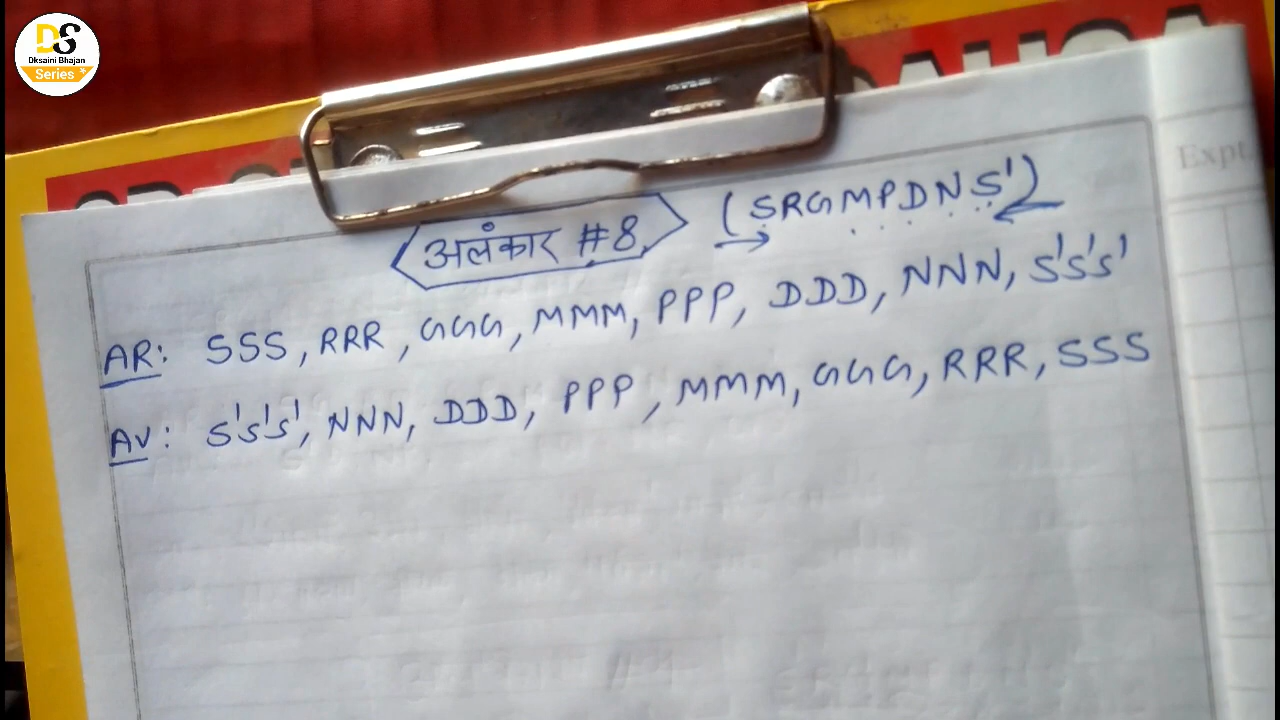 DS
Dksaini Bhajan
Series
Expt.
अलंकार #8 (SRGMPDNS')
AR: SSS, RRR, GGG, MMM, PPP, DDD, NNN, S'S'S'
AV: S'S'S', NNN, DDD, PPP, MMM, GGG, RRR, SSS